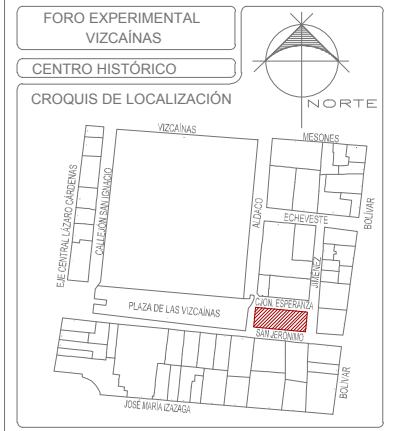 FORO EXPERIMENTAL
VIZCAÍNAS
CENTRO HISTÓRICO
CROQUIS DE LOCALIZACIÓN
NORTE
VIZCAÍNAS
MESONES
EJE CENTRAL LÁZARO CÁRDENAS
CALLEJÓN SAN IGNACIO
ALDACO
ECHEVESTE
BOLÍVAR
JIMÉNEZ
CJON. ESPERANZA
PLAZA DE LAS VIZCAÍNAS
SAN JERÓNIMO
BOLIVAR
JOSÉ MARÍA IZAZAGA